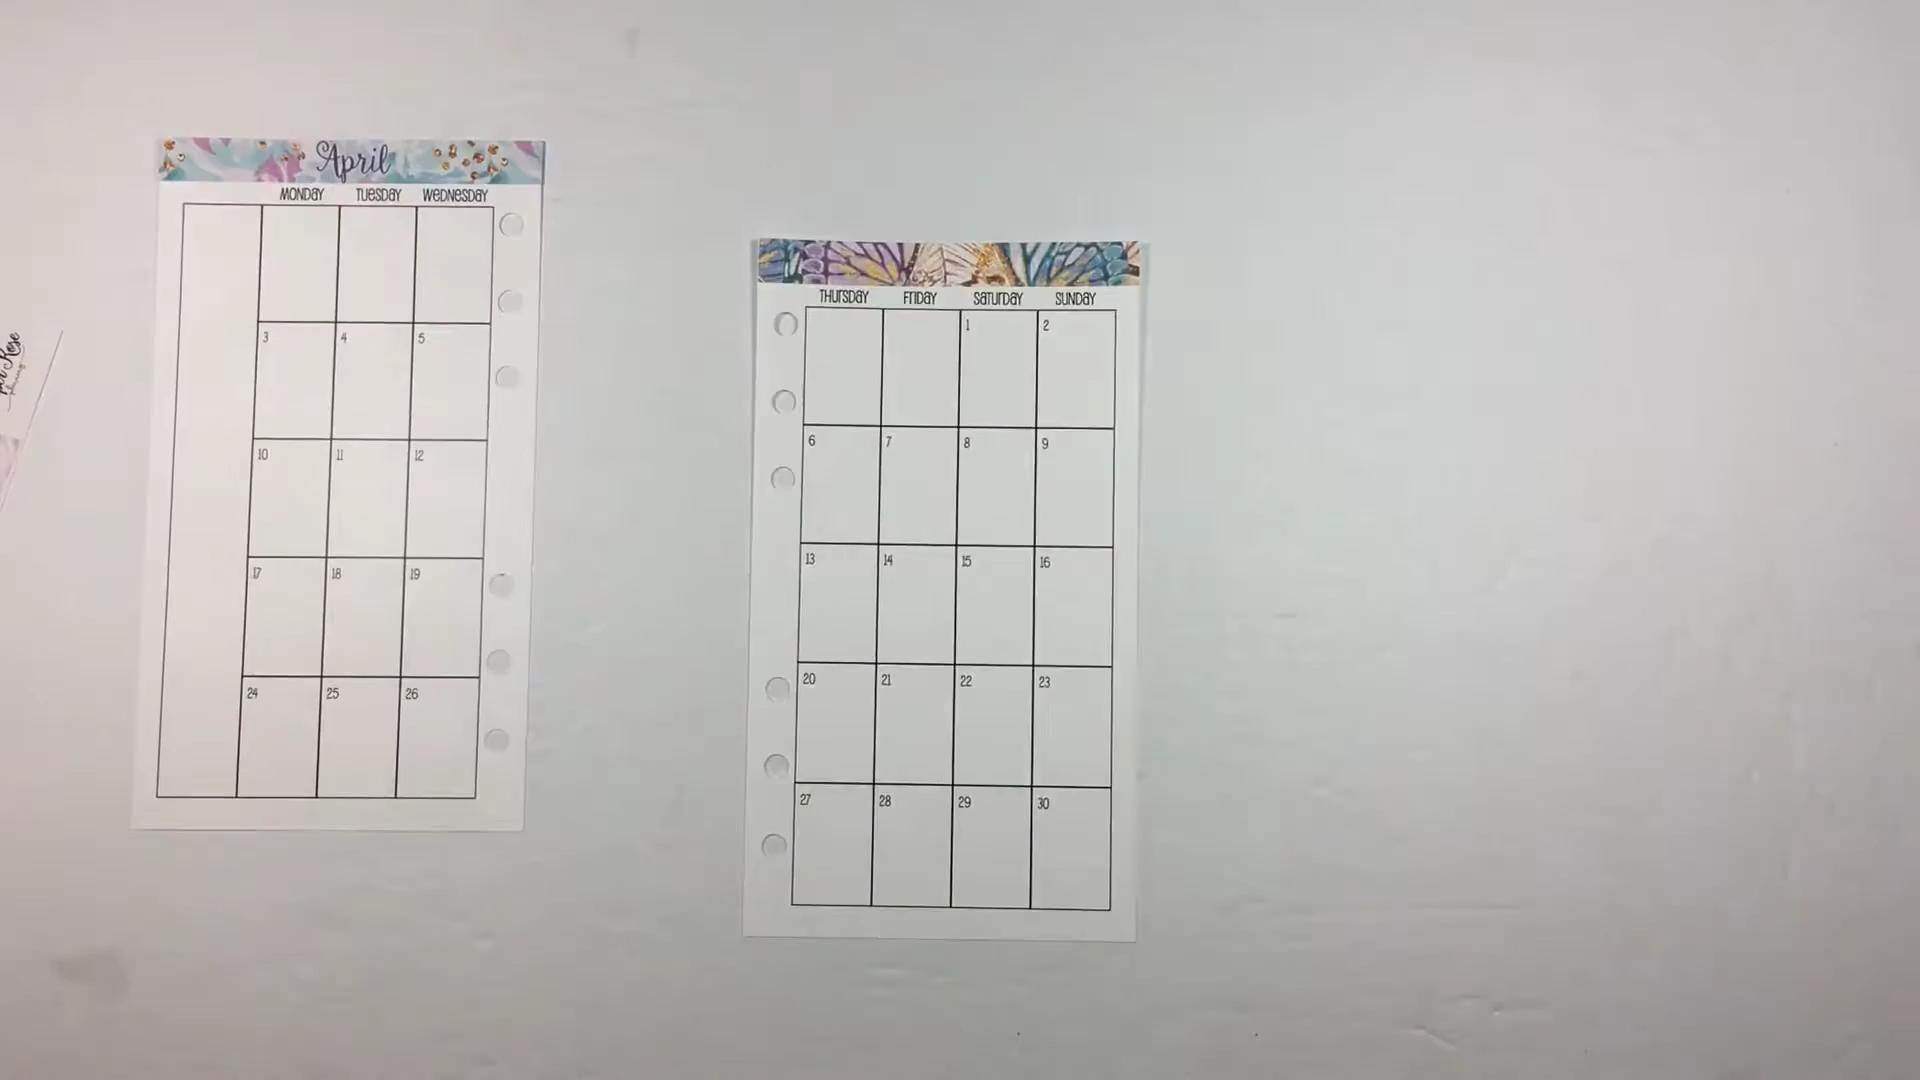 Rose
April
MONDAY TUESDAY WEDNESDAY
3 4 5
10 11 12
17 18 19
24 25 26
THURSDAY FRIDAY SATURDAY SUNDAY
1 2
6 7 8 9
13 14 15 16
20 21 22 23
27 28 29 30